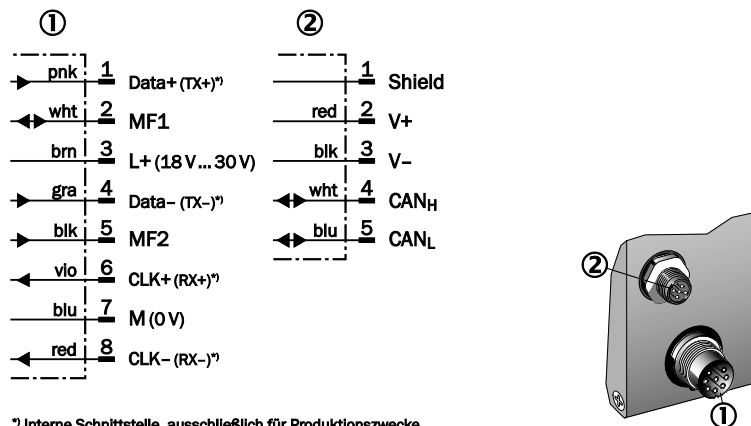 ① ②
pnk 1 Data+ (TX+)*)
wht 2 MF1
brn 3 L+ (18 V ... 30 V)
gra 4 Data– (TX–)*)
blk 5 MF2
vio 6 CLK+ (RX+)*)
blu 7 M (0 V)
red 8 CLK– (RX–)*)
1 Shield
red 2 V+
blk 3 V–
wht 4 CANH
blu 5 CANL
②
①
*) Interne Schnittstelle, ausschließlich für Produktionszwecke